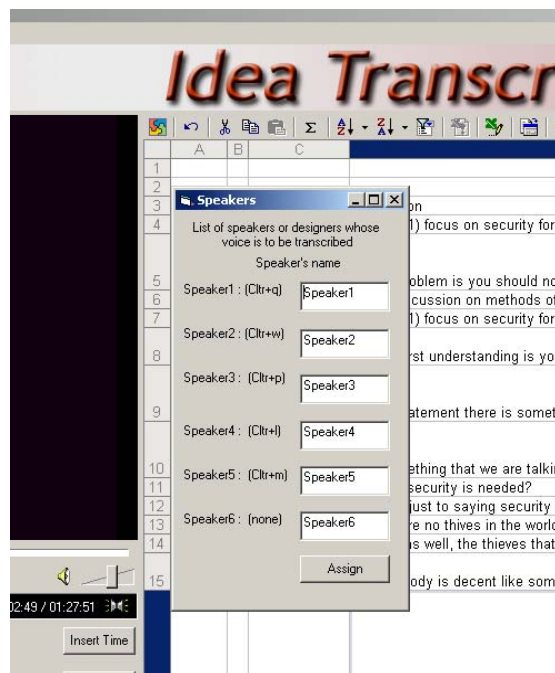 Idea Transcr
A B C
1
2
3
on
4
1) focus on security for
Speakers
List of speakers or designers whose
voice is to be transcribed
Speaker's name
Speaker1 : (Cltr+q) Speaker1
Speaker2 : (Cltr+w) Speaker2
Speaker3 : (Cltr+p) Speaker3
Speaker4 : (Cltr+l) Speaker4
Speaker5 : (Cltr+m) Speaker5
Speaker6 : (none) Speaker6
Assign
5
oblem is you should no
6
cussion on methods of
7
1) focus on security for
8
rst understanding is yo
9
atement there is somet
10
ething that we are talki
11
security is needed?
12
just to saying security
13
re no thives in the world
14
as well, the thieves that
15
ody is decent like som
02:49 / 01:27:51
Insert Time